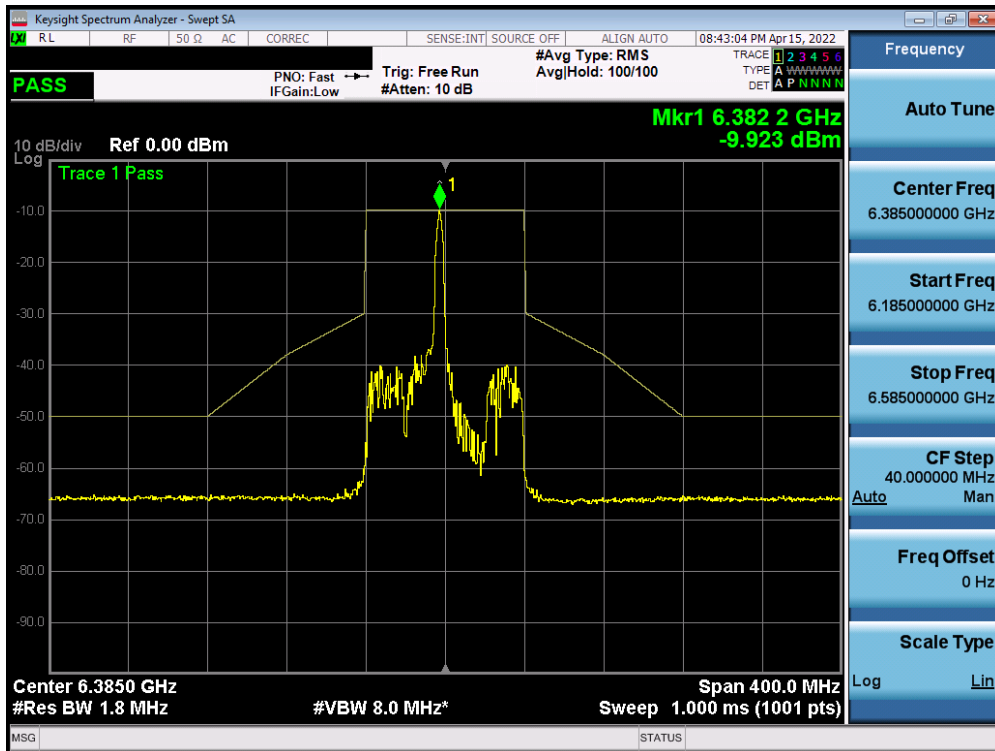 Keysight Spectrum Analyzer - Swept SA
LXI RL RF 50 Ω AC CORREC SENSE:INT SOURCE OFF ALIGN AUTO 08:43:04 PM Apr 15, 2022
PASS
PNO: Fast
IFGain:Low
Trig: Free Run
#Atten: 10 dB
#Avg Type: RMS
Avg|Hold: 100/100
TRACE 1 2 3 4 5 6
TYPE A WWWWW
DET A P N N N N
Mkr1 6.382 2 GHz
-9.923 dBm
10 dB/div Ref 0.00 dBm
Log
Trace 1 Pass
1
-10.0
-20.0
-30.0
-40.0
-50.0
-60.0
-70.0
-80.0
-90.0
Center 6.3850 GHz Span 400.0 MHz
#Res BW 1.8 MHz #VBW 8.0 MHz* Sweep 1.000 ms (1001 pts)
MSG STATUS
Frequency
Auto Tune
Center Freq
6.385000000 GHz
Start Freq
6.185000000 GHz
Stop Freq
6.585000000 GHz
CF Step
40.000000 MHz
Auto Man
Freq Offset
0 Hz
Scale Type
Log Lin